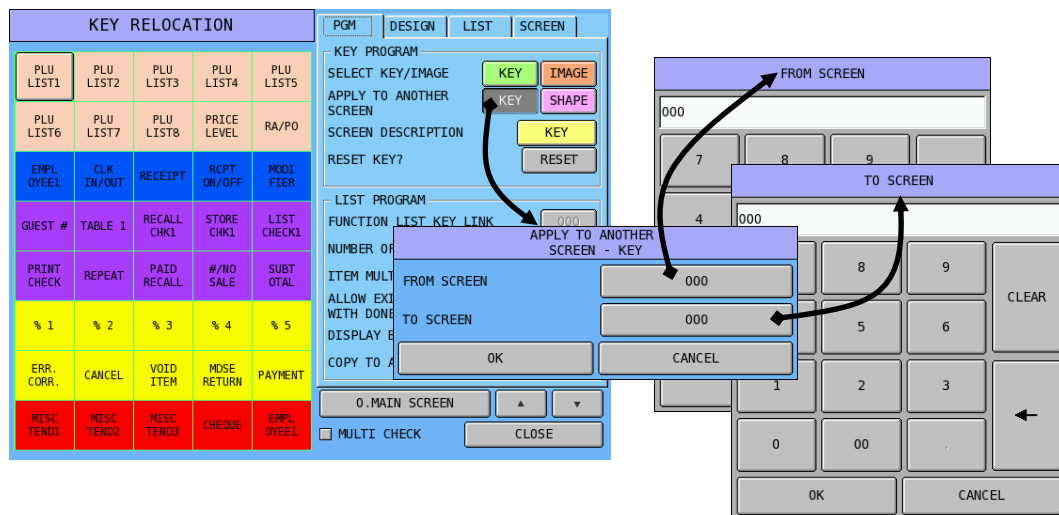 KEY RELOCATION
PLU LIST1
PLU LIST2
PLU LIST3
PLU LIST4
PLU LIST5
PLU LIST6
PLU LIST7
PLU LIST8
PRICE LEVEL
RA/PO
EMPL OYEE1
CLK IN/OUT
RECEIPT
RCPT ON/OFF
MODI FIER
GUEST #
TABLE 1
RECALL CHK1
STORE CHK1
LIST CHECK1
PRINT CHECK
REPEAT
PAID RECALL
#/NO SALE
SUBT OTAL
% 1
% 2
% 3
% 4
% 5
ERR. CORR.
CANCEL
VOID ITEM
MDSE RETURN
PAYMENT
MISC TEND1
MISC TEND2
MISC TEND3
CHEQUE
EMPL OYEE1
PGM DESIGN LIST SCREEN
KEY PROGRAM
SELECT KEY/IMAGE KEY IMAGE
APPLY TO ANOTHER
SCREEN KEY SHAPE
SCREEN DESCRIPTION KEY
RESET KEY? RESET
LIST PROGRAM
FUNCTION LIST KEY LINK 000
NUMBER OF
ITEM MULT
ALLOW EXI
WITH DONE
DISPLAY
COPY TO A
0.MAIN SCREEN ▲ ▼
MULTI CHECK CLOSE
APPLY TO ANOTHER
SCREEN - KEY
FROM SCREEN 000
TO SCREEN 000
OK CANCEL
FROM SCREEN
000
7 8 9
4
TO SCREEN
000
8 9 CLEAR
5 6
1 2 3
0 00 .
OK CANCEL